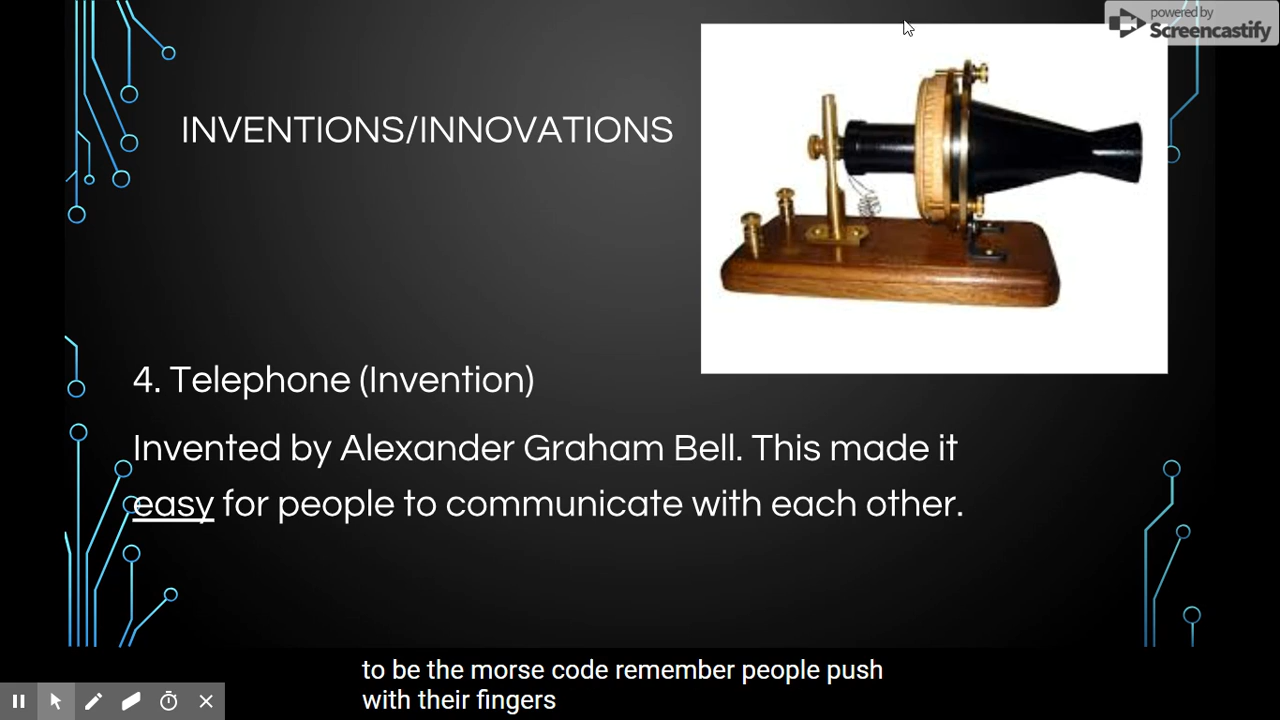 powered by
Screencastify
INVENTIONS/INNOVATIONS
4. Telephone (Invention)
Invented by Alexander Graham Bell. This made it
easy for people to communicate with each other.
to be the morse code remember people push
with their fingers